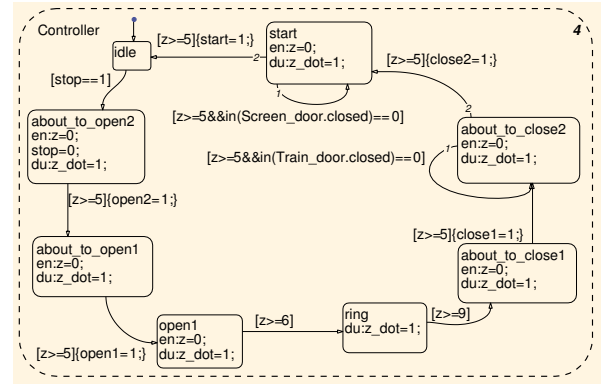 Controller
4
idle
[z>=5]{start=1;}
2
start
en:z=0;
du:z_dot=1;
1
[z>=5&&in(Screen_door.closed)==0]
[z>=5]{close2=1;}
2
[stop==1]
about_to_open2
en:z=0;
stop=0;
du:z_dot=1;
about_to_close2
en:z=0;
du:z_dot=1;
1
[z>=5&&in(Train_door.closed)==0]
[z>=5]{open2=1;}
about_to_open1
en:z=0;
du:z_dot=1;
[z>=5]{close1=1;}
about_to_close1
en:z=0;
du:z_dot=1;
[z>=5]{open1=1;}
open1
en:z=0;
du:z_dot=1;
[z>=6]
ring
du:z_dot=1;
[z>=9]